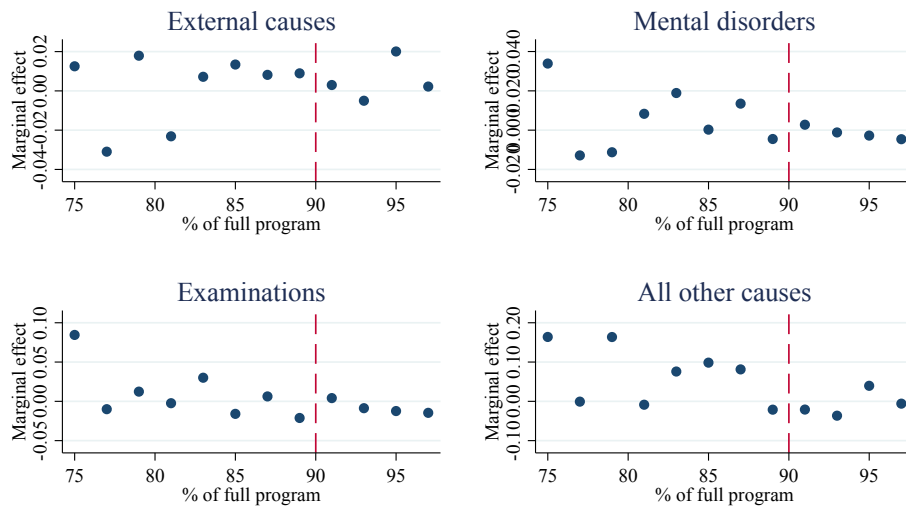 External causes
Marginal effect
-0.04 -0.02 0.00 0.02
75 80 85 90 95
% of full program
Mental disorders
Marginal effect
-0.020 0.000 0.020 0.040
75 80 85 90 95
% of full program
Examinations
Marginal effect
-0.05 0.00 0.05 0.10
75 80 85 90 95
% of full program
All other causes
Marginal effect
-0.10 0.00 0.10 0.20
75 80 85 90 95
% of full program